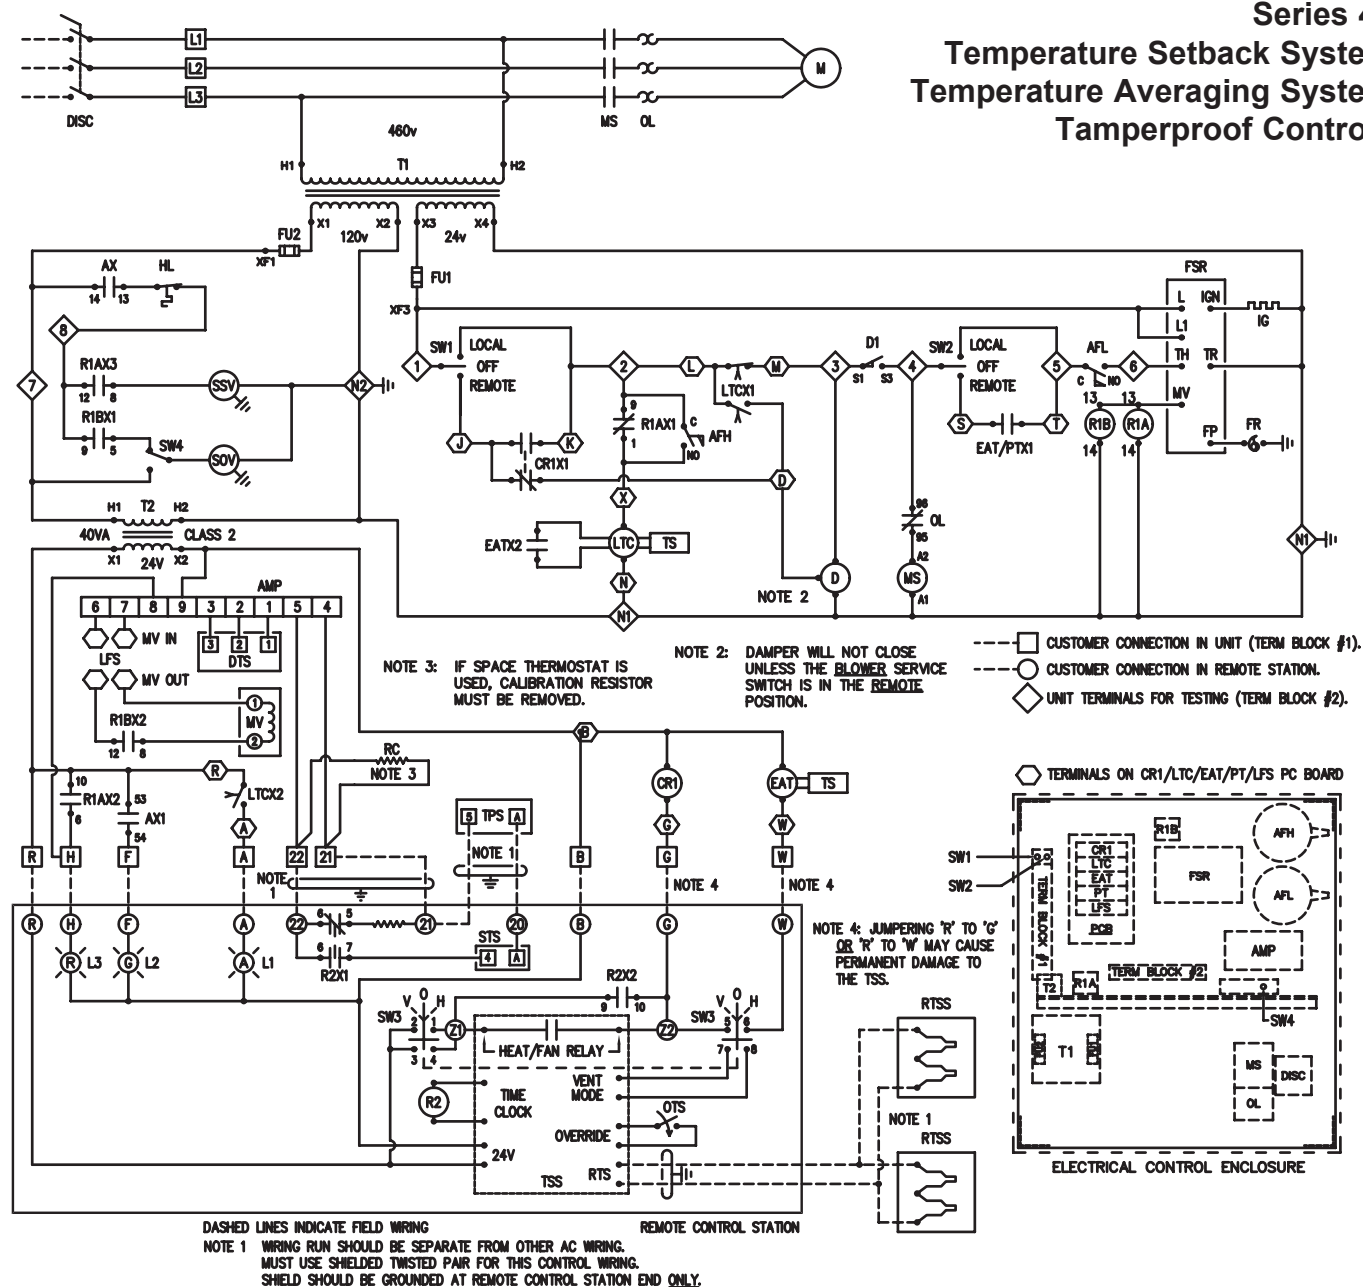 Series 4
Temperature Setback Syste
Temperature Averaging Syste
Tamperproof Contro
L1
L2
L3
DISC
MS OL
M
460v
H1 T1 H2
X1 X2 X3 X4
120v 24v
FU2
XF1
FU1
XF3
AX HL
14 13
8
R1AX3
12 8
SSV
7
N2
R1BX1
9 5
SW4
SOV
1
SW1 LOCAL
OFF
REMOTE
J
K
CR1X1
2
L
M
LTCX1
9
R1AX1
1
C
AFH
NO
X
D
EATX2
LTC
TS
N
N1
3
D1
S1 S3
4
SW2 LOCAL
OFF
REMOTE
S
T
EAT/PTX1
96
OL
95
A2
MS
A1
D
NOTE 2
5
AFL
C NO
6
13 13
R1B R1A
14 14
FSR
L IGN
IG
L1
TH TR
MV
FP FR
N1
H1 T2 H2
40VA CLASS 2
X1 24V X2
AMP
6 7 8 9 3 2 1 5 4
MV IN
LFS
MV OUT
3 2 1
DTS
1
MV
2
R1BX2
12 8
NOTE 3: IF SPACE THERMOSTAT IS
USED, CALIBRATION RESISTOR
MUST BE REMOVED.
NOTE 2: DAMPER WILL NOT CLOSE
UNLESS THE BLOWER SERVICE
SWITCH IS IN THE REMOTE
POSITION.
CUSTOMER CONNECTION IN UNIT (TERM BLOCK #1).
CUSTOMER CONNECTION IN REMOTE STATION.
UNIT TERMINALS FOR TESTING (TERM BLOCK #2).
TERMINALS ON CR1/LTC/EAT/PT/LFS PC BOARD
R
LTCX2
10
R1AX2
6
53
AX1
54
A
RC
NOTE 3
5 TPS A
NOTE 1
B
CR1
G
EAT
TS
W
R H F A 22 21 B G W
NOTE
1
NOTE 4 NOTE 4
R H F A 22 21 20 B G W
6 5
R L3 G L2 A L1
6 7
R2X1
STS
4 A
NOTE 4: JUMPERING 'R' TO 'G'
OR 'R' TO 'W' MAY CAUSE
PERMANENT DAMAGE TO
THE TSS.
R2X2
9 10
V O H
SW3 2 1
3 4
Z1
HEAT/FAN RELAY
Z2
V O H
SW3 5 6
7 8
R2
TIME
CLOCK
VENT
MODE
OVERRIDE
OTS
24V
RTS
TSS
RTSS
NOTE 1
RTSS
SW1
SW2
TERM BLOCK #1
R1B
CR1
LTC
EAT
PT
LFS
PCB
FSR
AFH
AFL
AMP
T2 R1A TERM BLOCK #2
SW4
T1
MS
DISC
OL
ELECTRICAL CONTROL ENCLOSURE
DASHED LINES INDICATE FIELD WIRING
REMOTE CONTROL STATION
NOTE 1 WIRING RUN SHOULD BE SEPARATE FROM OTHER AC WIRING.
MUST USE SHIELDED TWISTED PAIR FOR THIS CONTROL WIRING.
SHIELD SHOULD BE GROUNDED AT REMOTE CONTROL STATION END ONLY.